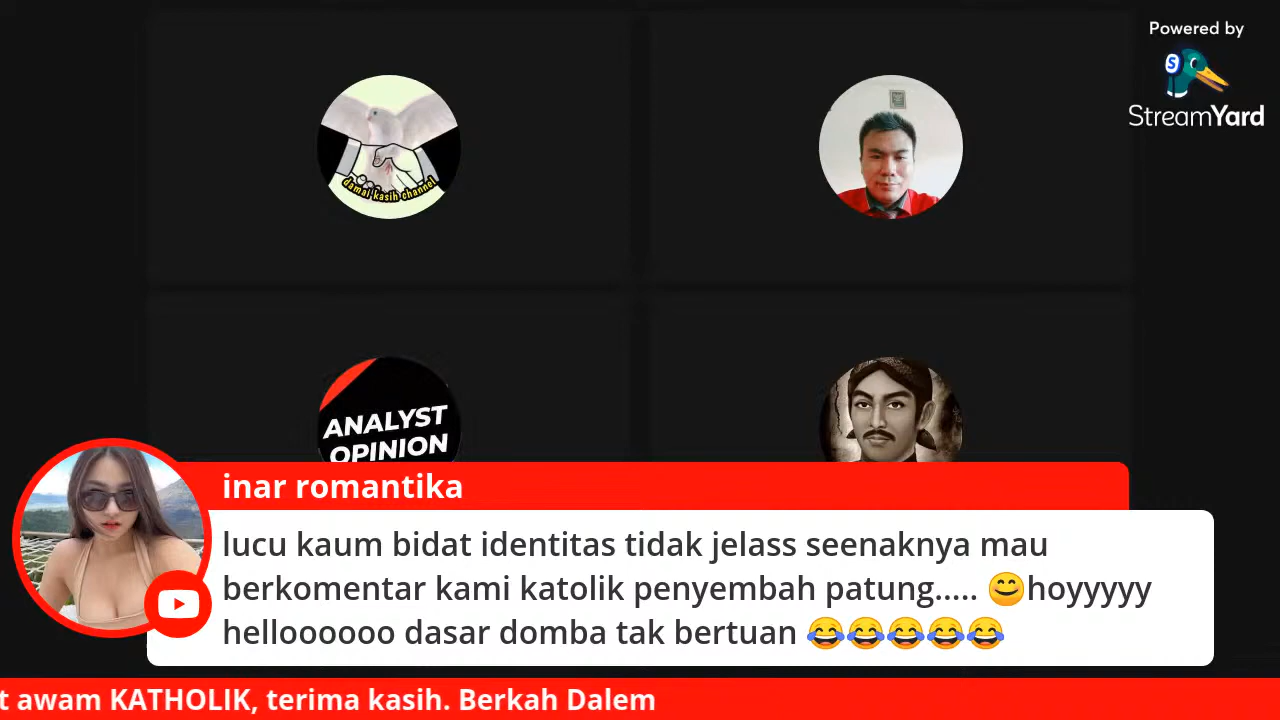 Powered by
StreamYard
damai kasih channel
ANALYST
OPINION
inar romantika
lucu kaum bidat identitas tidak jelass seenaknya mau
berkomentar kami katolik penyembah patung..... 😊hoyyyyy
helloooooo dasar domba tak bertuan 😂😂😂😂😂
t awam KATHOLIK, terima kasih. Berkah Dalem